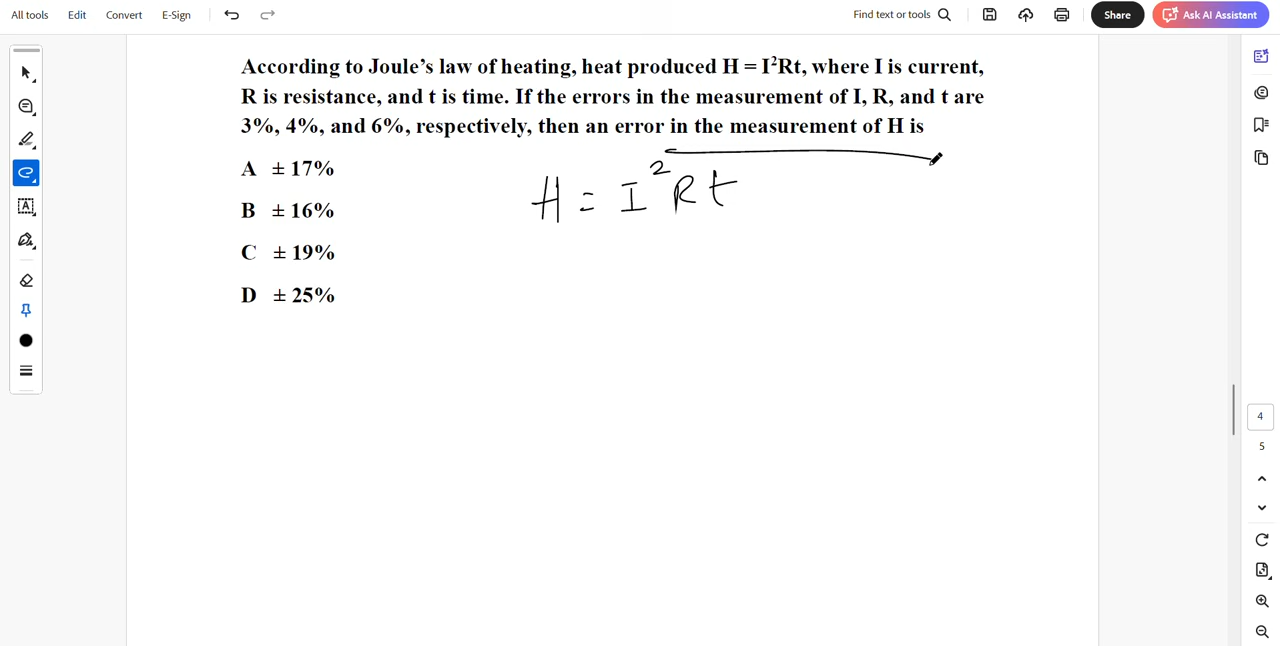 All tools Edit Convert E-Sign Find text or tools Share Ask AI Assistant
According to Joule’s law of heating, heat produced H = I²Rt, where I is current,
R is resistance, and t is time. If the errors in the measurement of I, R, and t are
3%, 4%, and 6%, respectively, then an error in the measurement of H is
A ± 17%
B ± 16%
C ± 19%
D ± 25%
H = I²Rt
4
5